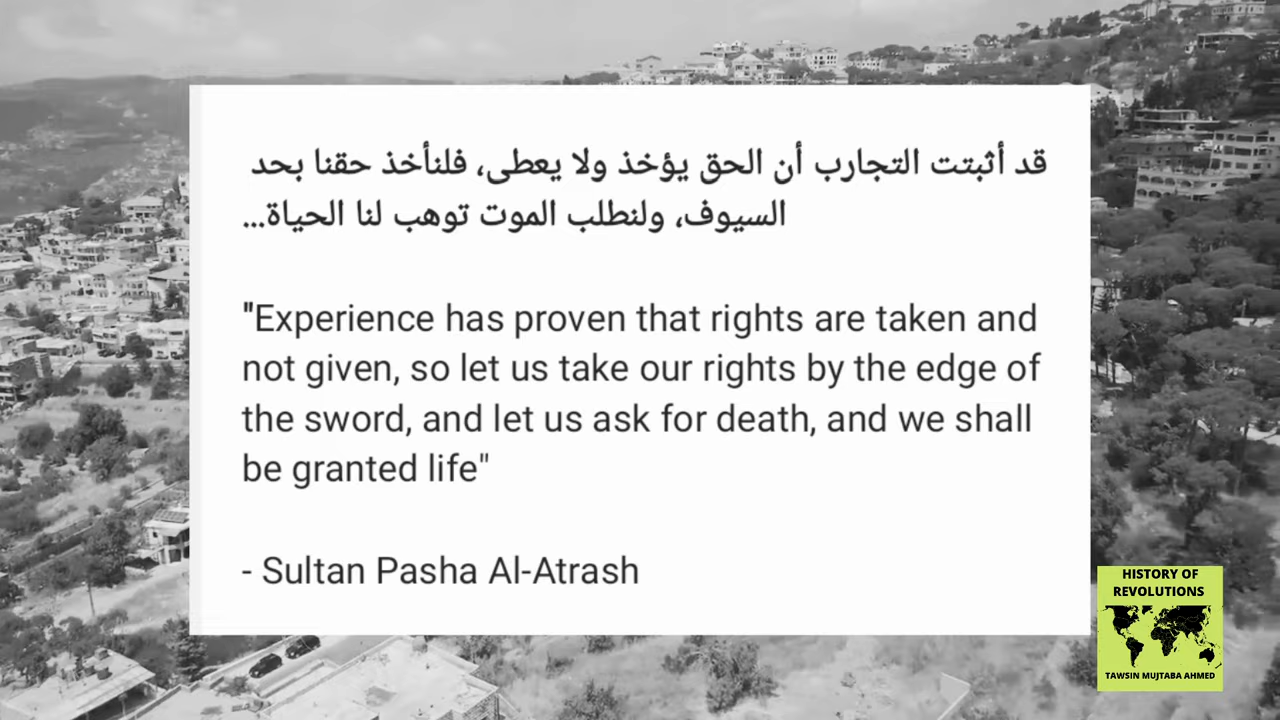 قد أثبتت التجارب أن الحق يؤخذ ولا يعطى، فلنأخذ حقنا بحد
السيوف، ولنطلب الموت توهب لنا الحياة...
"Experience has proven that rights are taken and
not given, so let us take our rights by the edge of
the sword, and let us ask for death, and we shall
be granted life"
- Sultan Pasha Al-Atrash
HISTORY OF
REVOLUTIONS
TAWSIN MUJTABA AHMED